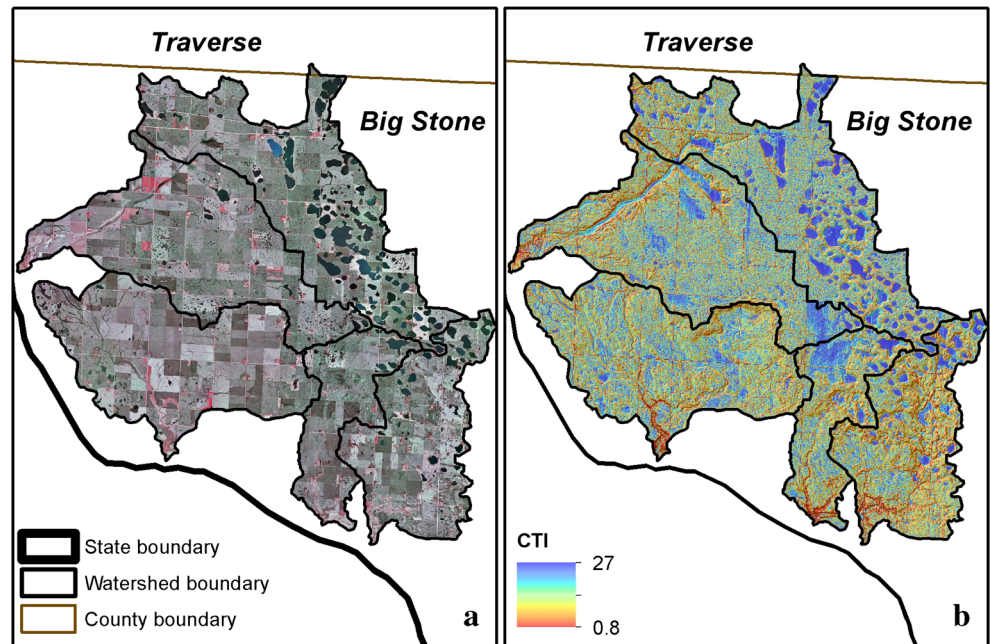 Traverse
Big Stone
State boundary
Watershed boundary
County boundary
a
Traverse
Big Stone
CTI
27
0.8
b